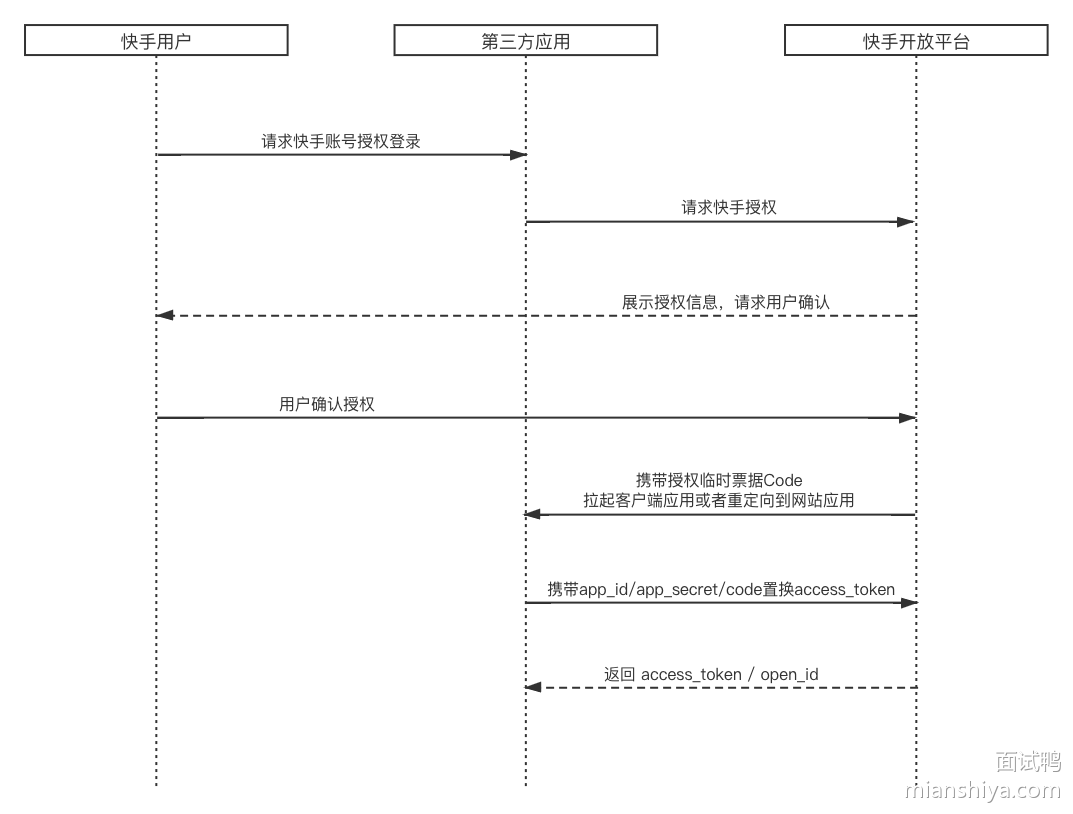 快手用户
第三方应用
快手开放平台
请求快手账号授权登录
请求快手授权
展示授权信息，请求用户确认
用户确认授权
携带授权临时票据Code
拉起客户端应用或者重定向到网站应用
携带app_id/app_secret/code置换access_token
返回 access_token / open_id
面试鸭
mianshiya.com